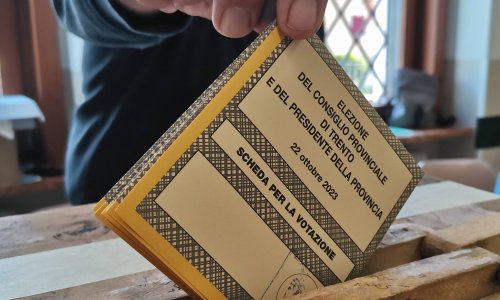 ELEZIONE
DEL CONSIGLIO PROVINCIALE
DI TRENTO
E DEL PRESIDENTE DELLA PROVINCIA
22 ottobre 2023
SCHEDA PER LA VOTAZIONE